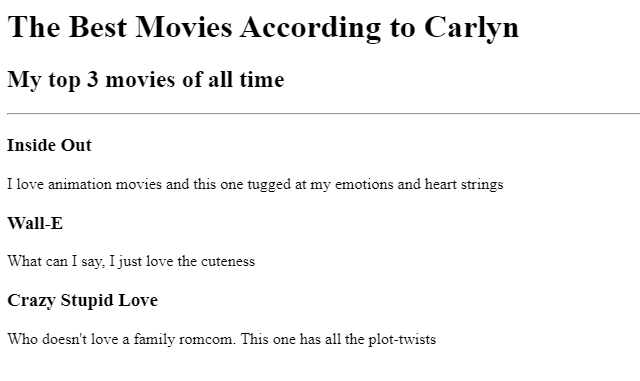 The Best Movies According to Carlyn
My top 3 movies of all time
Inside Out
I love animation movies and this one tugged at my emotions and heart strings
Wall-E
What can I say, I just love the cuteness
Crazy Stupid Love
Who doesn't love a family romcom. This one has all the plot-twists